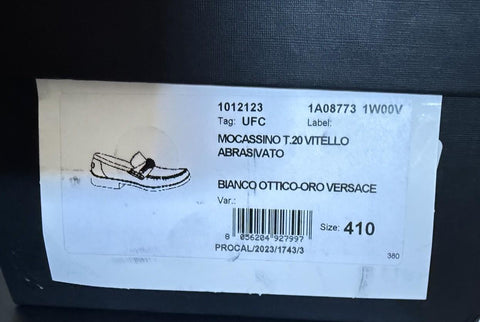 1012123 1A08773 1W00V
Tag: UFC Label:
MOCASSINO T.20 VITELLO
ABRASIVATO
BIANCO OTTICO-ORO VERSACE
Var.:
Size: 410
8 056204 927997
PROCAL/2023/1743/3
380